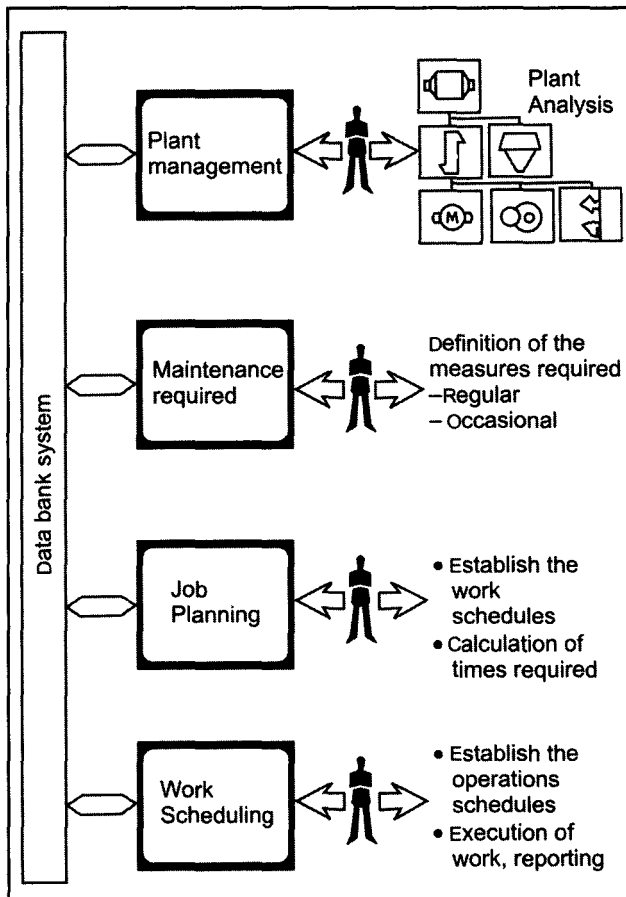 Data bank system
Plant
management
Plant
Analysis
M
Maintenance
required
Definition of the
measures required
–Regular
– Occasional
Job
Planning
• Establish the
work
schedules
• Calculation of
times required
Work
Scheduling
• Establish the
operations
schedules
• Execution of
work, reporting